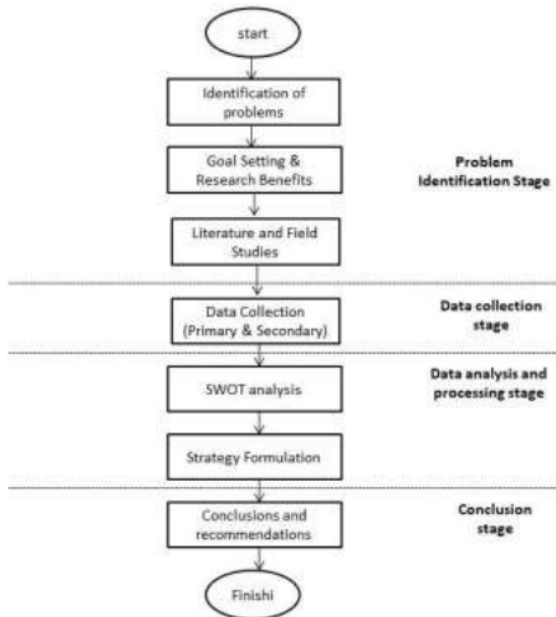 start
Identification of
problems
Goal Setting &
Research Benefits
Problem
Identification Stage
Literature and Field
Studies
Data Collection
(Primary & Secondary)
Data collection
stage
SWOT analysis
Data analysis and
processing stage
Strategy Formulation
Conclusions and
recommendations
Conclusion
stage
Finishi